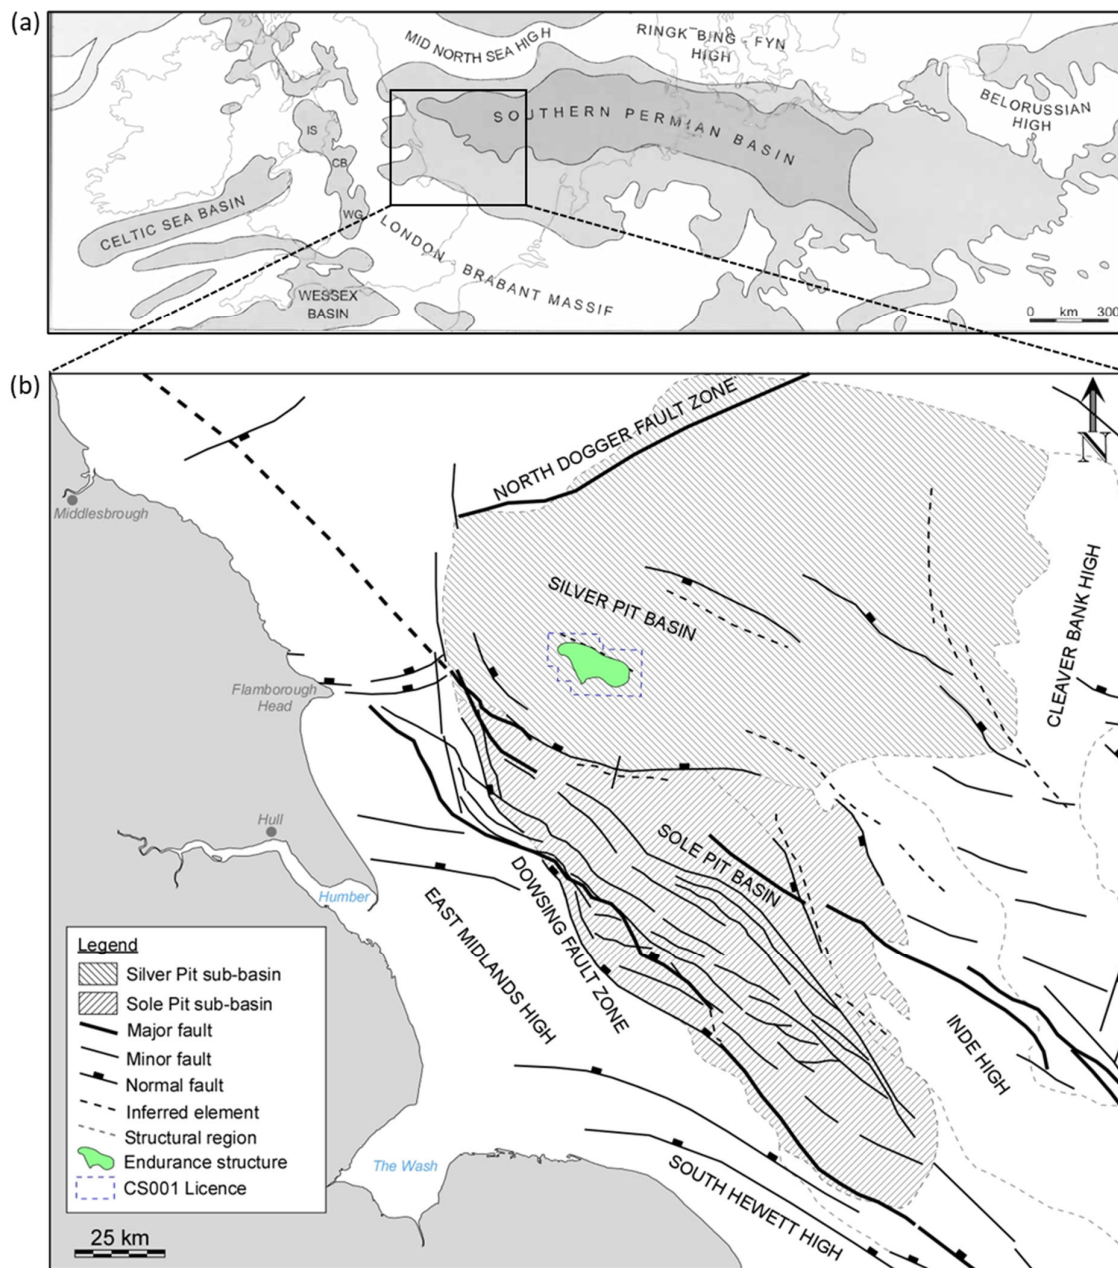 (a)
MID NORTH SEA HIGH
RINGK BING - FYN
HIGH
BELORUSSIAN
HIGH
SOUTHERN PERMIAN BASIN
IS
CB
WG
CELTIC SEA BASIN
LONDON - BRABANT MASSIF
WESSEX
BASIN
0 km 300
(b)
NORTH DOGGER FAULT ZONE
N
Middlesbrough
SILVER PIT
BASIN
CLEAVER BANK HIGH
Flamborough
Head
Hull
SOLE PIT BASIN
Humber
DOWSING FAULT ZONE
EAST MIDLANDS HIGH
INDE HIGH
Legend
Silver Pit sub-basin
Sole Pit sub-basin
Major fault
Minor fault
Normal fault
Inferred element
Structural region
Endurance structure
CS001 Licence
The Wash
SOUTH HEWETT HIGH
25 km